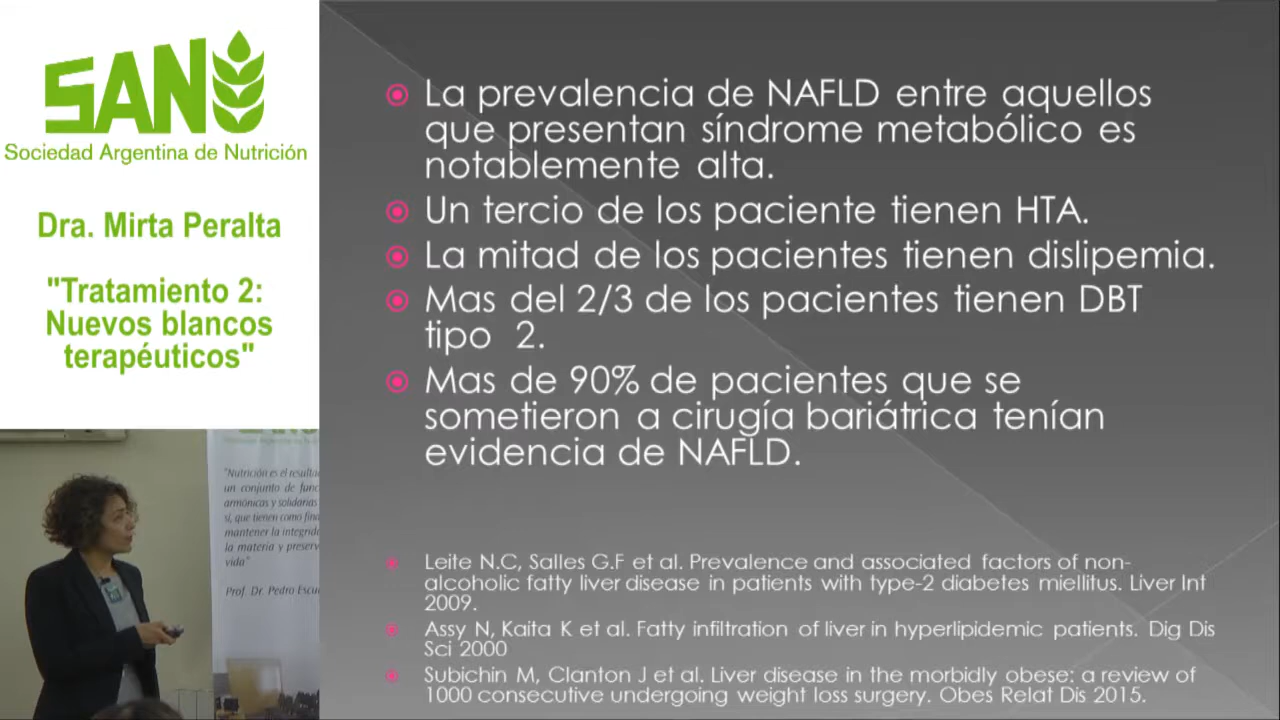 SANU
Sociedad Argentina de Nutrición
Dra. Mirta Peralta
"Tratamiento 2:
Nuevos blancos
terapéuticos"
La prevalencia de NAFLD entre aquellos
que presentan síndrome metabólico es
notablemente alta.
Un tercio de los paciente tienen HTA.
La mitad de los pacientes tienen dislipemia.
Mas del 2/3 de los pacientes tienen DBT
tipo 2.
Mas de 90% de pacientes que se
sometieron a cirugía bariátrica tenían
evidencia de NAFLD.
Leite N.C, Salles G.F et al. Prevalence and associated factors of non-
alcoholic fatty liver disease in patients with type-2 diabetes miellitus. Liver Int
2009.
Assy N, Kaita K et al. Fatty infiltration of liver in hyperlipidemic patients. Dig Dis
Sci 2000
Subichin M, Clanton J et al. Liver disease in the morbidly obese: a review of
1000 consecutive undergoing weight loss surgery. Obes Relat Dis 2015.
"Nutrición es el
un conjunto de
armónicas y solidarias
sí, que tienen como
mantener la
la materia y
vida"
Prof. Dr. Pedro